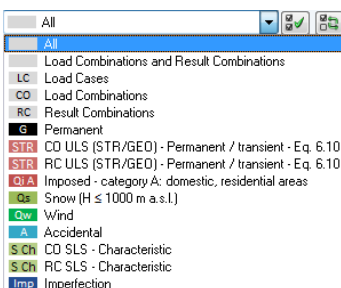 All
All
Load Combinations and Result Combinations
LC Load Cases
CO Load Combinations
RC Result Combinations
G Permanent
STR CO ULS (STR/GEO) - Permanent / transient - Eq. 6.10
STR RC ULS (STR/GEO) - Permanent / transient - Eq. 6.10
Qi A Imposed - category A: domestic, residential areas
Qs Snow (H ≤ 1000 m a.s.l.)
Qw Wind
A Accidental
S Ch CO SLS - Characteristic
S Ch RC SLS - Characteristic
Imp Imperfection